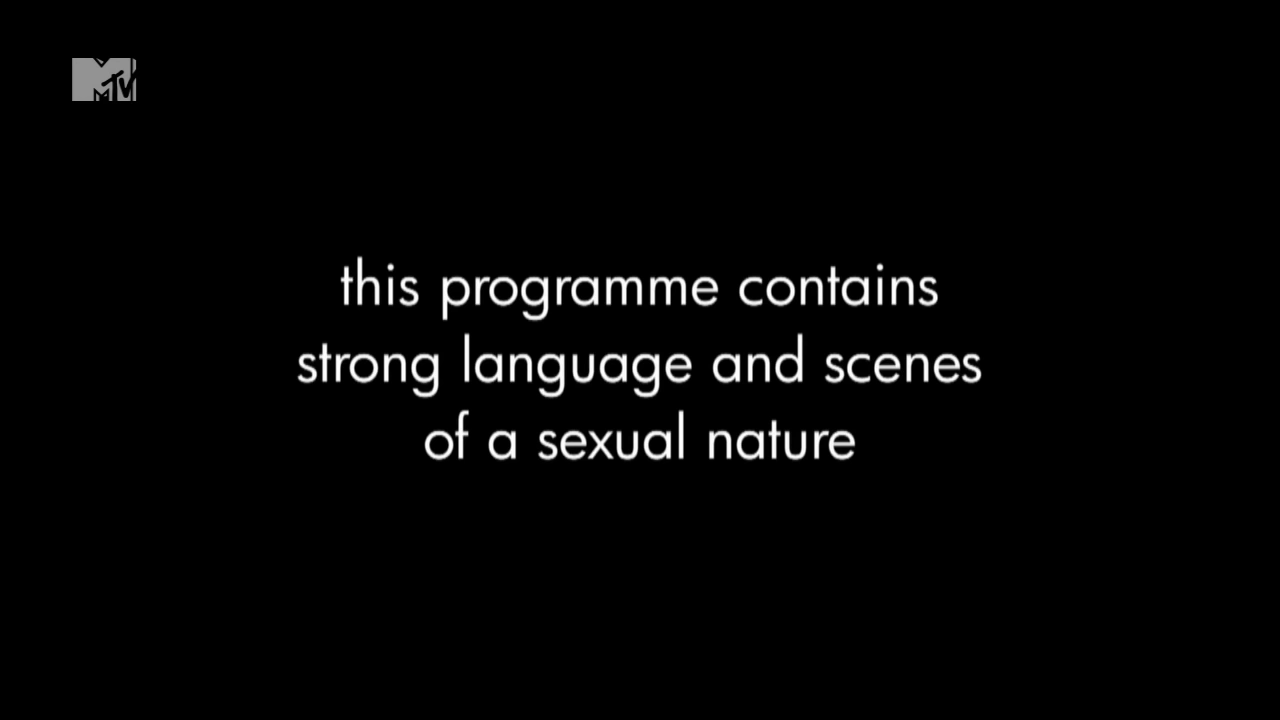 MTV
this programme contains
strong language and scenes
of a sexual nature